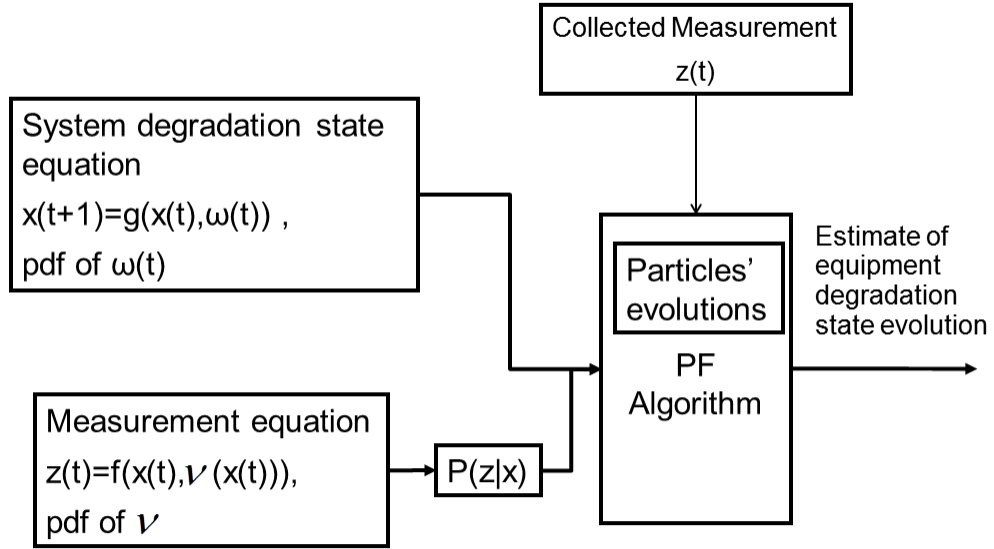 Collected Measurement
z(t)
System degradation state
equation
x(t+1)=g(x(t),ω(t)) ,
pdf of ω(t)
Measurement equation
z(t)=f(x(t),ν (x(t))),
pdf of ν
P(z|x)
Particles’
evolutions
PF
Algorithm
Estimate of
equipment
degradation
state evolution